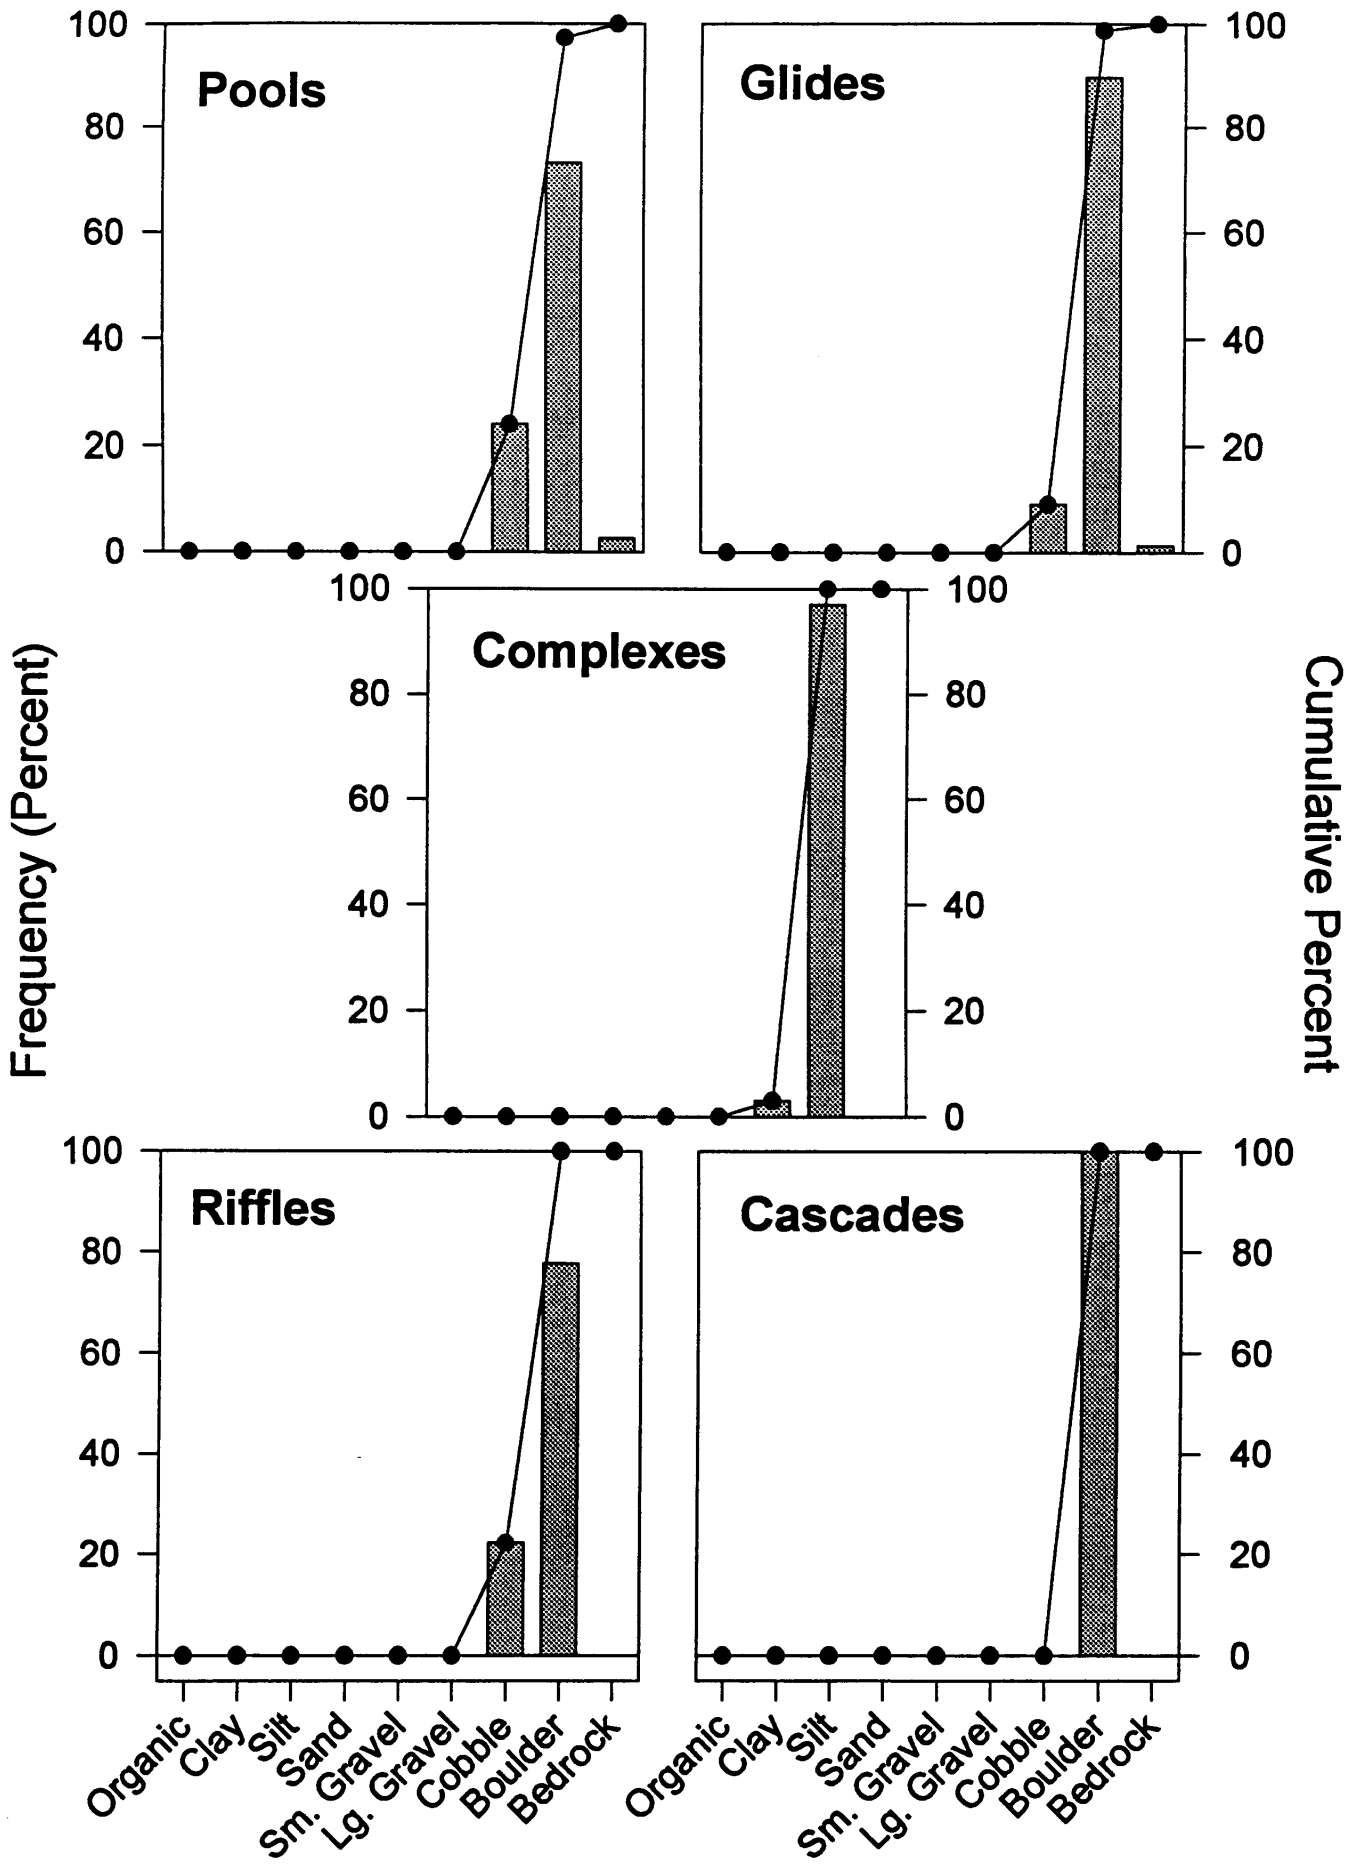 Frequency (Percent)
Cumulative Percent
Pools
100
80
60
40
20
0
Glides
100
80
60
40
20
0
Complexes
100
80
60
40
20
0
100
80
60
40
20
0
Riffles
100
80
60
40
20
0
Organic
Clay
Silt
Sand
Sm. Gravel
Lg. Gravel
Cobble
Boulder
Bedrock
Cascades
100
80
60
40
20
0
Organic
Clay
Silt
Sand
Sm. Gravel
Lg. Gravel
Cobble
Boulder
Bedrock